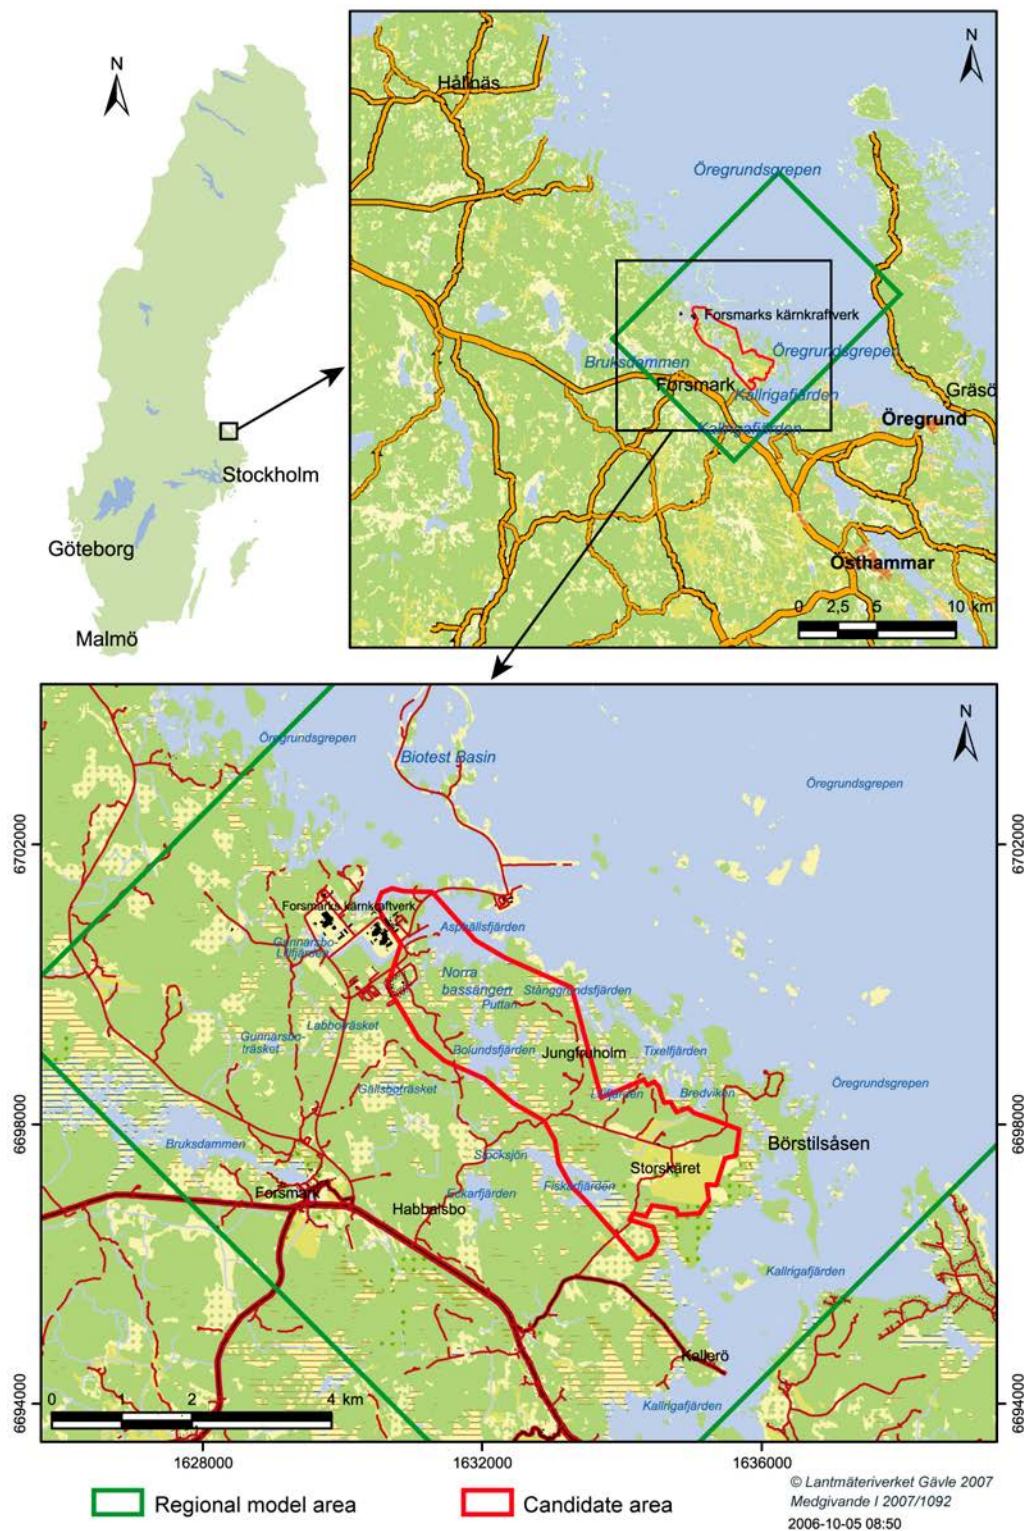 N
Stockholm
Göteborg
Malmö
N
Hållnäs
Öregrundsgrepen
Forsmarks kärnkraftverk
Öregrundsgrepen
Bruksdammen
Forsmark
Kallrigafjärden
Kallrigafjärden
Gräsö
Öregrund
Östhammar
0 2,5 5 10 km
N
Öregrundsgrepen
Biotest Basin
Öregrundsgrepen
6702000
6702000
Forsmarks kärnkraftverk
Asphällsfjärden
Gunnarsbo-
Lillfjärden
Norra
bassängen
Stånggrundsfjärden
Puttan
Labboträsket
Gunnarsbo-
träsket
Bolundsfjärden
Jungfruholm
Tixelfjärden
Gällsboträsket
Lillfjärden
Bredviken
Öregrundsgrepen
6698000
6698000
Bruksdammen
Börstilsåsen
Stocksjön
Storskäret
Forsmark
Eckarfjärden
Fiskarfjärden
Habbalsbo
Kallrigafjärden
Kallerö
Kallrigafjärden
6694000
6694000
0 1 2 4 km
1628000
1632000
1636000
Regional model area
Candidate area
© Lantmäteriverket Gävle 2007
Medgivande I 2007/1092
2006-10-05 08:50